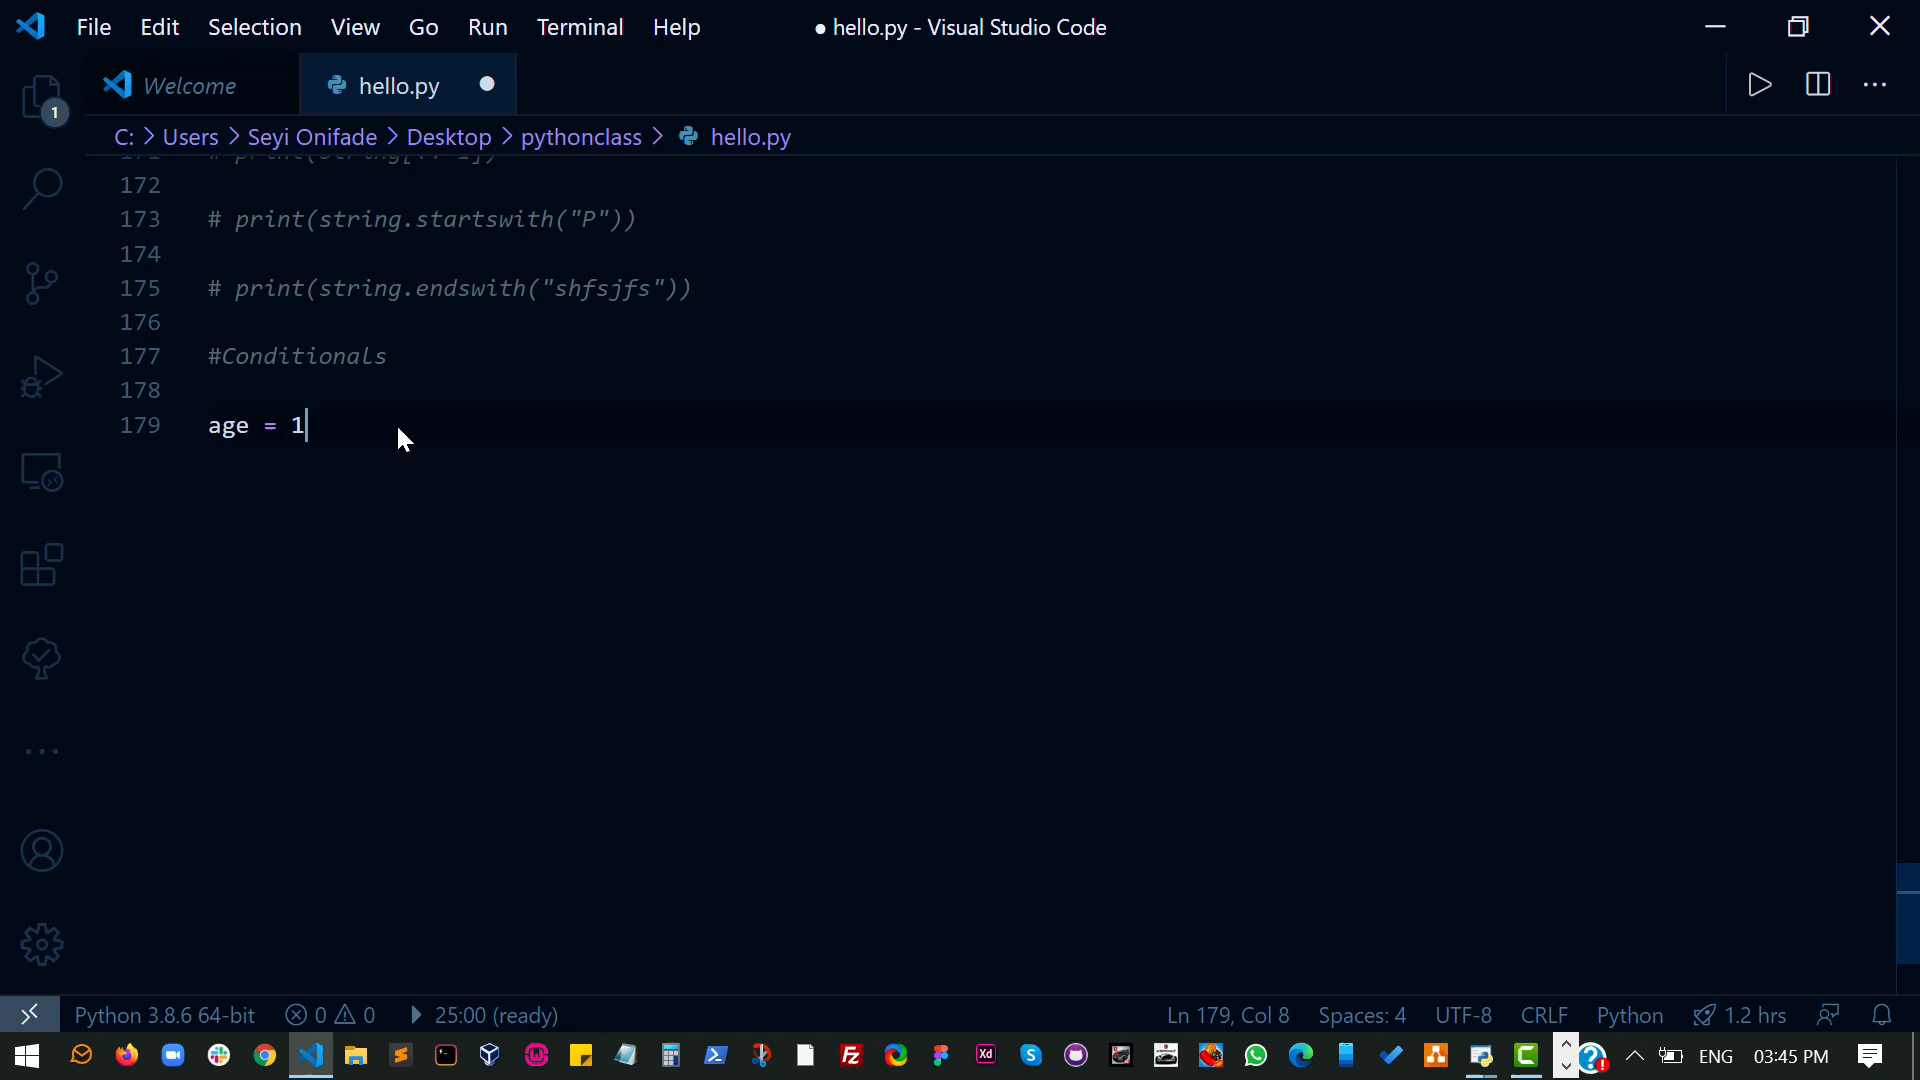 File Edit Selection View Go Run Terminal Help ● hello.py - Visual Studio Code
Welcome hello.py
1
C: > Users > Seyi Onifade > Desktop > pythonclass > hello.py
172
173 # print(string.startswith("P"))
174
175 # print(string.endswith("shfsjfs"))
176
177 #Conditionals
178
179 age = 1
Python 3.8.6 64-bit 0 0 25:00 (ready) Ln 179, Col 8 Spaces: 4 UTF-8 CRLF Python 1.2 hrs
Xd ENG 03:45 PM